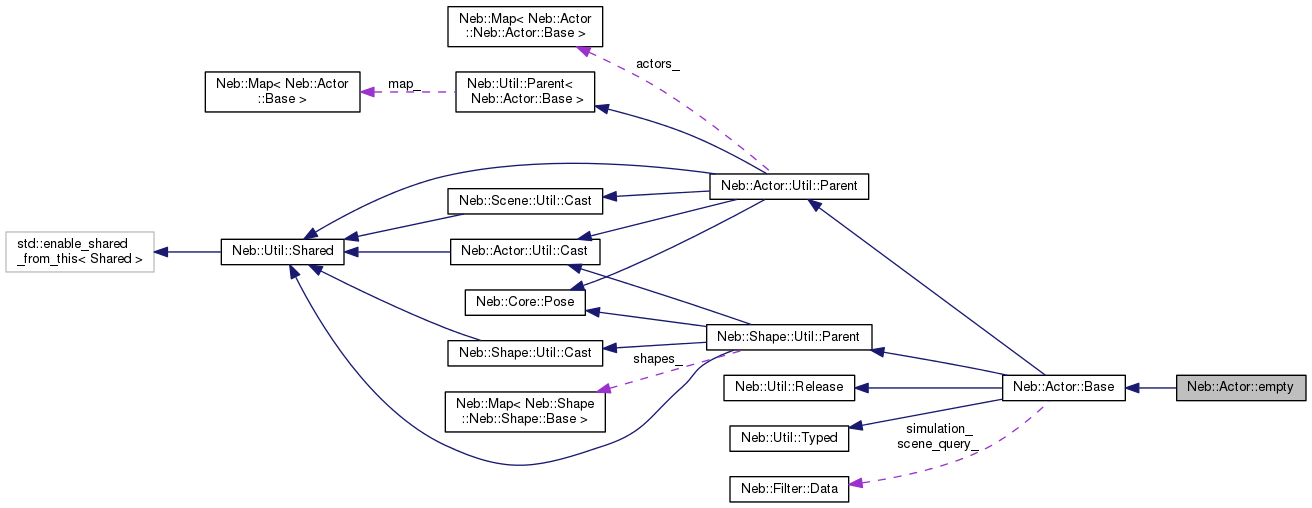 Neb::Map< Neb::Actor
::Neb::Actor::Base >
actors_
Neb::Map< Neb::Actor
::Base >
map_
Neb::Util::Parent<
Neb::Actor::Base >
Neb::Actor::Util::Parent
Neb::Scene::Util::Cast
std::enable_shared
_from_this< Shared >
Neb::Util::Shared
Neb::Actor::Util::Cast
Neb::Core::Pose
Neb::Shape::Util::Parent
Neb::Shape::Util::Cast
shapes_
Neb::Util::Release
Neb::Actor::Base
Neb::Actor::empty
Neb::Map< Neb::Shape
::Neb::Shape::Base >
Neb::Util::Typed
simulation_
scene_query_
Neb::Filter::Data